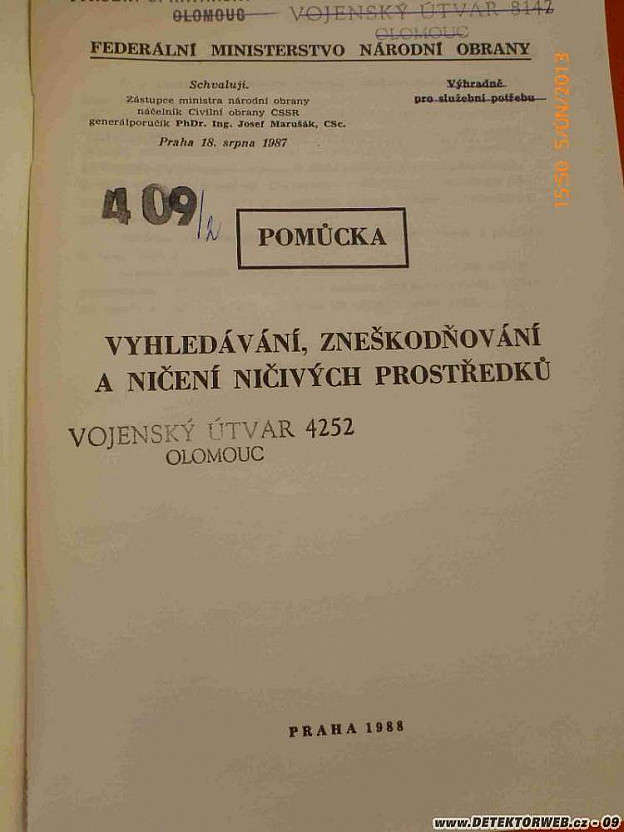 OLOMOUC
VOJENSKÝ ÚTVAR 8142
OLOMOUC
FEDERÁLNÍ MINISTERSTVO NÁRODNÍ OBRANY
Schvaluji.
Zástupce ministra národní obrany
náčelník Civilní obrany ČSSR
generálporučík PhDr. Ing. Josef Marušák, CSc.
Praha 18. srpna 1987
Výhradně
pro služební potřebu
15:50 5/ÚN/2013
409/2
POMŮCKA
VYHLEDÁVÁNÍ, ZNEŠKODŇOVÁNÍ
A NIČENÍ NIČIVÝCH PROSTŘEDKŮ
VOJENSKÝ ÚTVAR 4252
OLOMOUC
PRAHA 1988
www.DETEKTORWEB.cz - 09